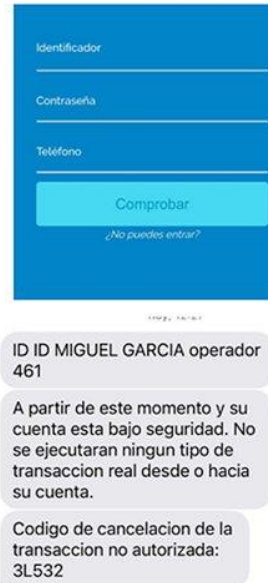 Identificador
Contraseña
Teléfono
Comprobar
¿No puedes entrar?
ID ID MIGUEL GARCIA operador
461
A partir de este momento y su
cuenta esta bajo seguridad. No
se ejecutaran ningun tipo de
transaccion real desde o hacia
su cuenta.
Codigo de cancelacion de la
transaccion no autorizada:
3L532